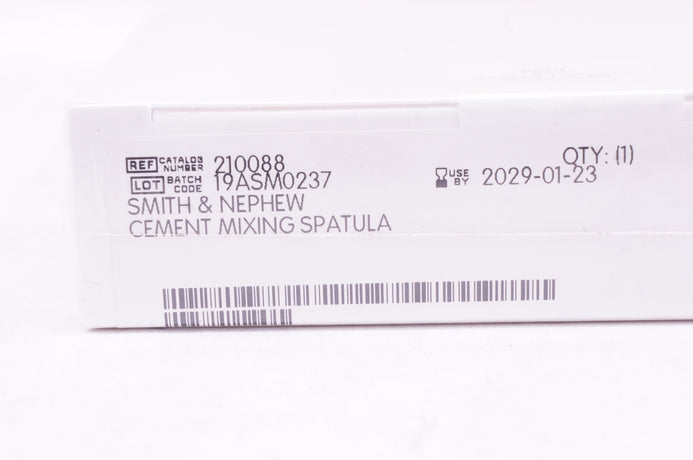 REF CATALOG NUMBER 210088
QTY: (1)
LOT BATCH CODE 19ASM0237
USE BY 2029-01-23
SMITH & NEPHEW
CEMENT MIXING SPATULA